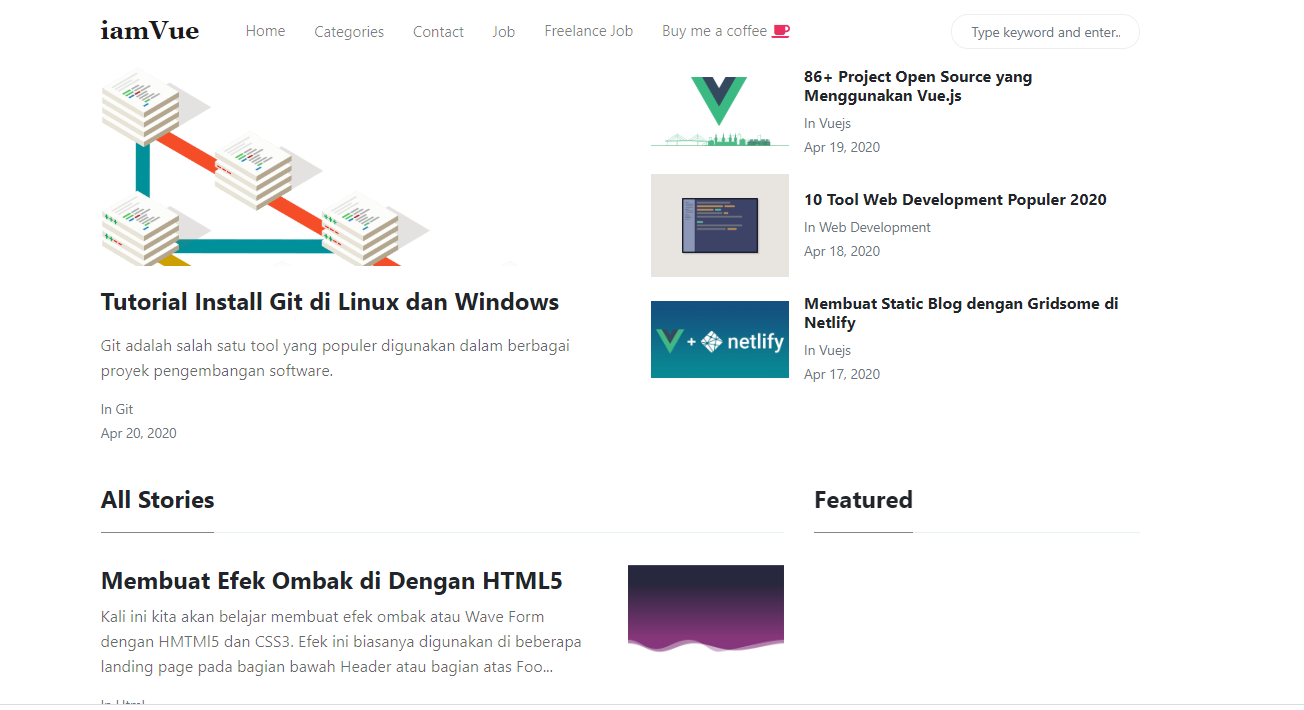 iamVue
Home
Categories
Contact
Job
Freelance Job
Buy me a coffee
Type keyword and enter..
Tutorial Install Git di Linux dan Windows
Git adalah salah satu tool yang populer digunakan dalam berbagai
proyek pengembangan software.
In Git
Apr 20, 2020
86+ Project Open Source yang
Menggunakan Vue.js
In Vuejs
Apr 19, 2020
10 Tool Web Development Populer 2020
In Web Development
Apr 18, 2020
+ netlify
Membuat Static Blog dengan Gridsome di
Netlify
In Vuejs
Apr 17, 2020
All Stories
Membuat Efek Ombak di Dengan HTML5
Kali ini kita akan belajar membuat efek ombak atau Wave Form
dengan HMTMl5 dan CSS3. Efek ini biasanya digunakan di beberapa
landing page pada bagian bawah Header atau bagian atas Foo...
In Html
Featured